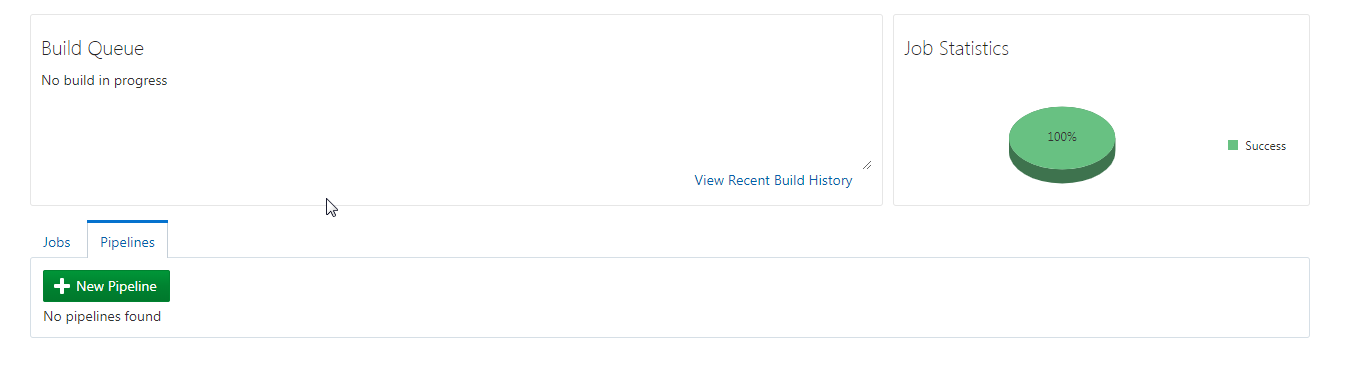 Build Queue
No build in progress
View Recent Build History
Job Statistics
100%
Success
Jobs
Pipelines
New Pipeline
No pipelines found